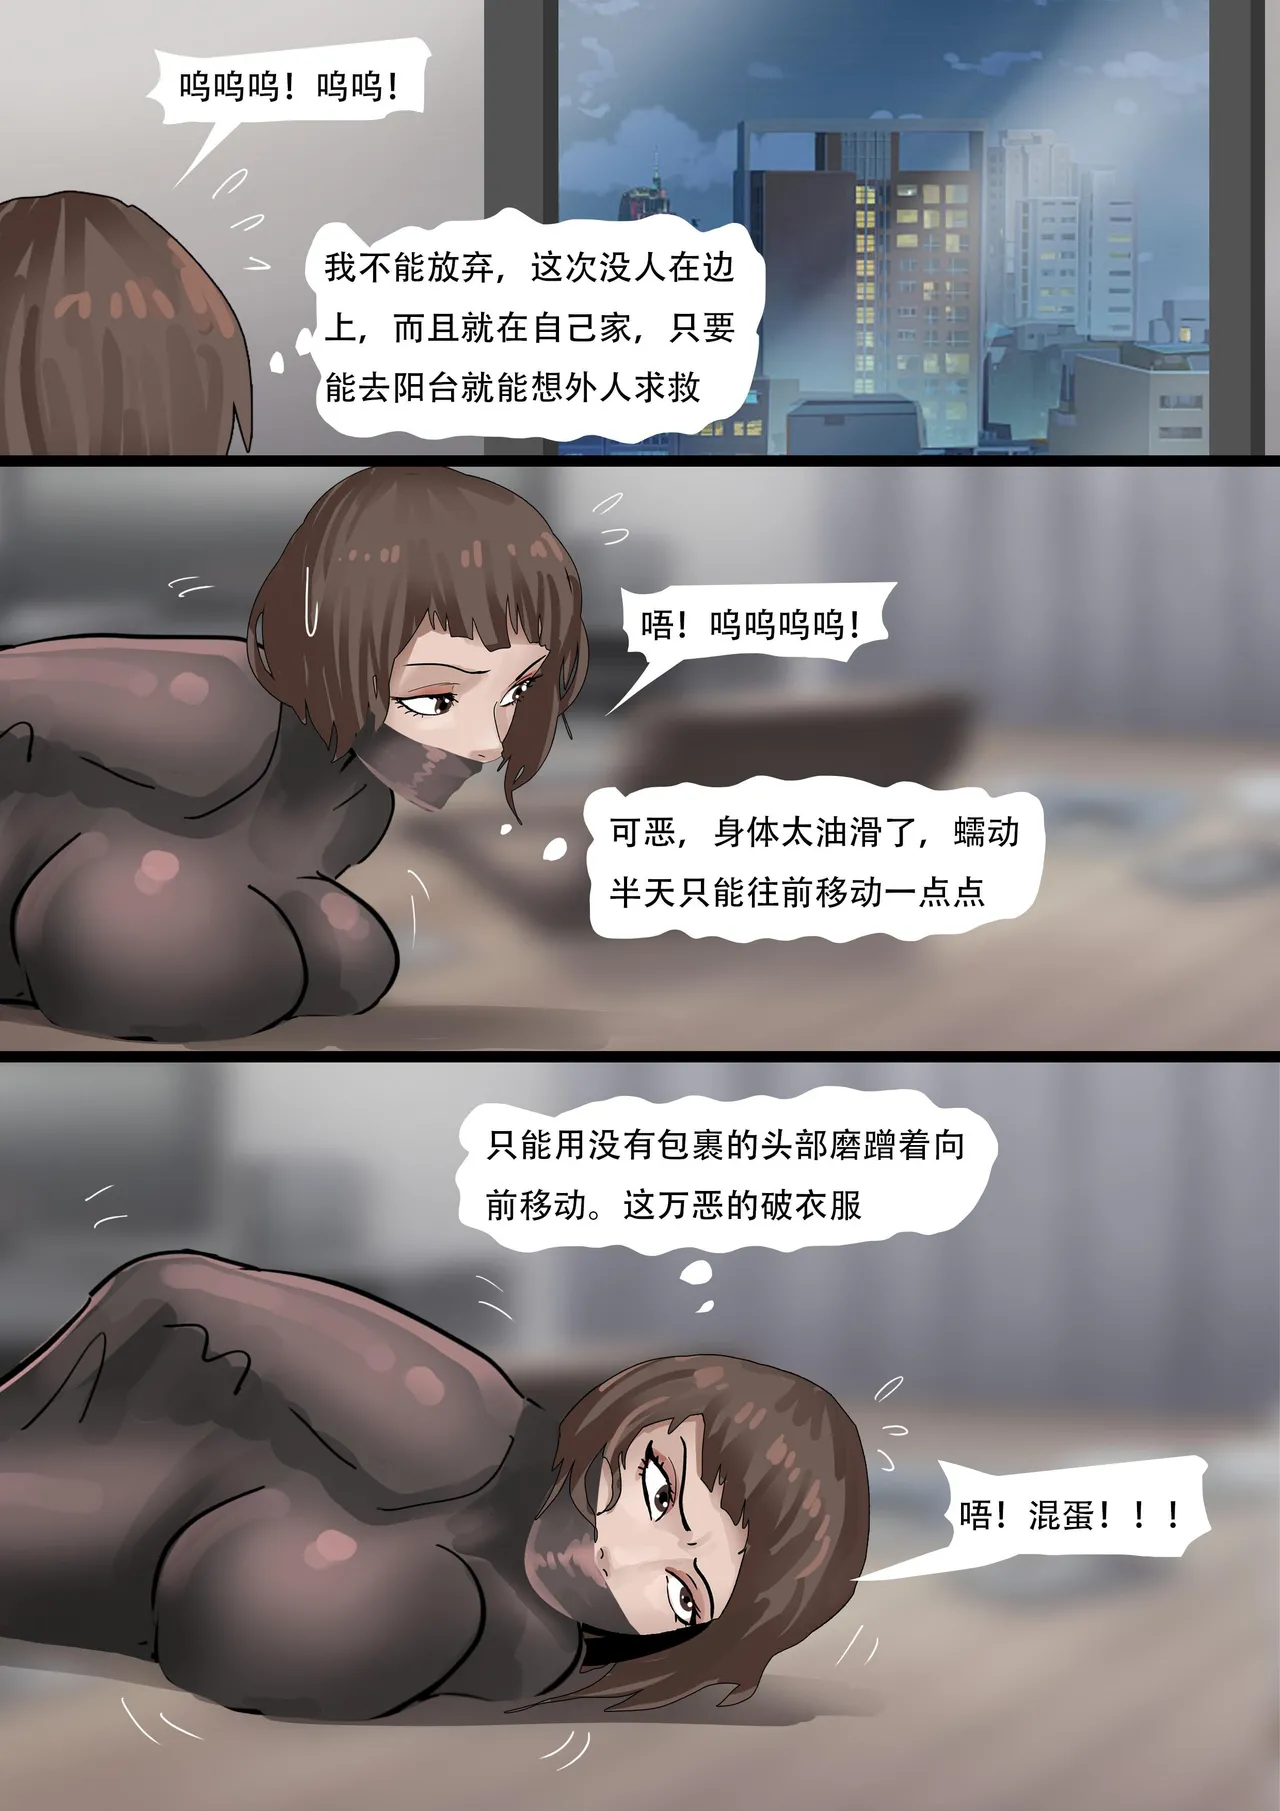 呜呜呜！呜呜！
我不能放弃，这次没人在边
上，而且就在自己家，只要
能去阳台就能想外人求救
唔！呜呜呜呜！
可恶，身体太油滑了，蠕动
半天只能往前移动一点点
只能用没有包裹的头部磨蹭着向
前移动。这万恶的破衣服
唔！混蛋！！！